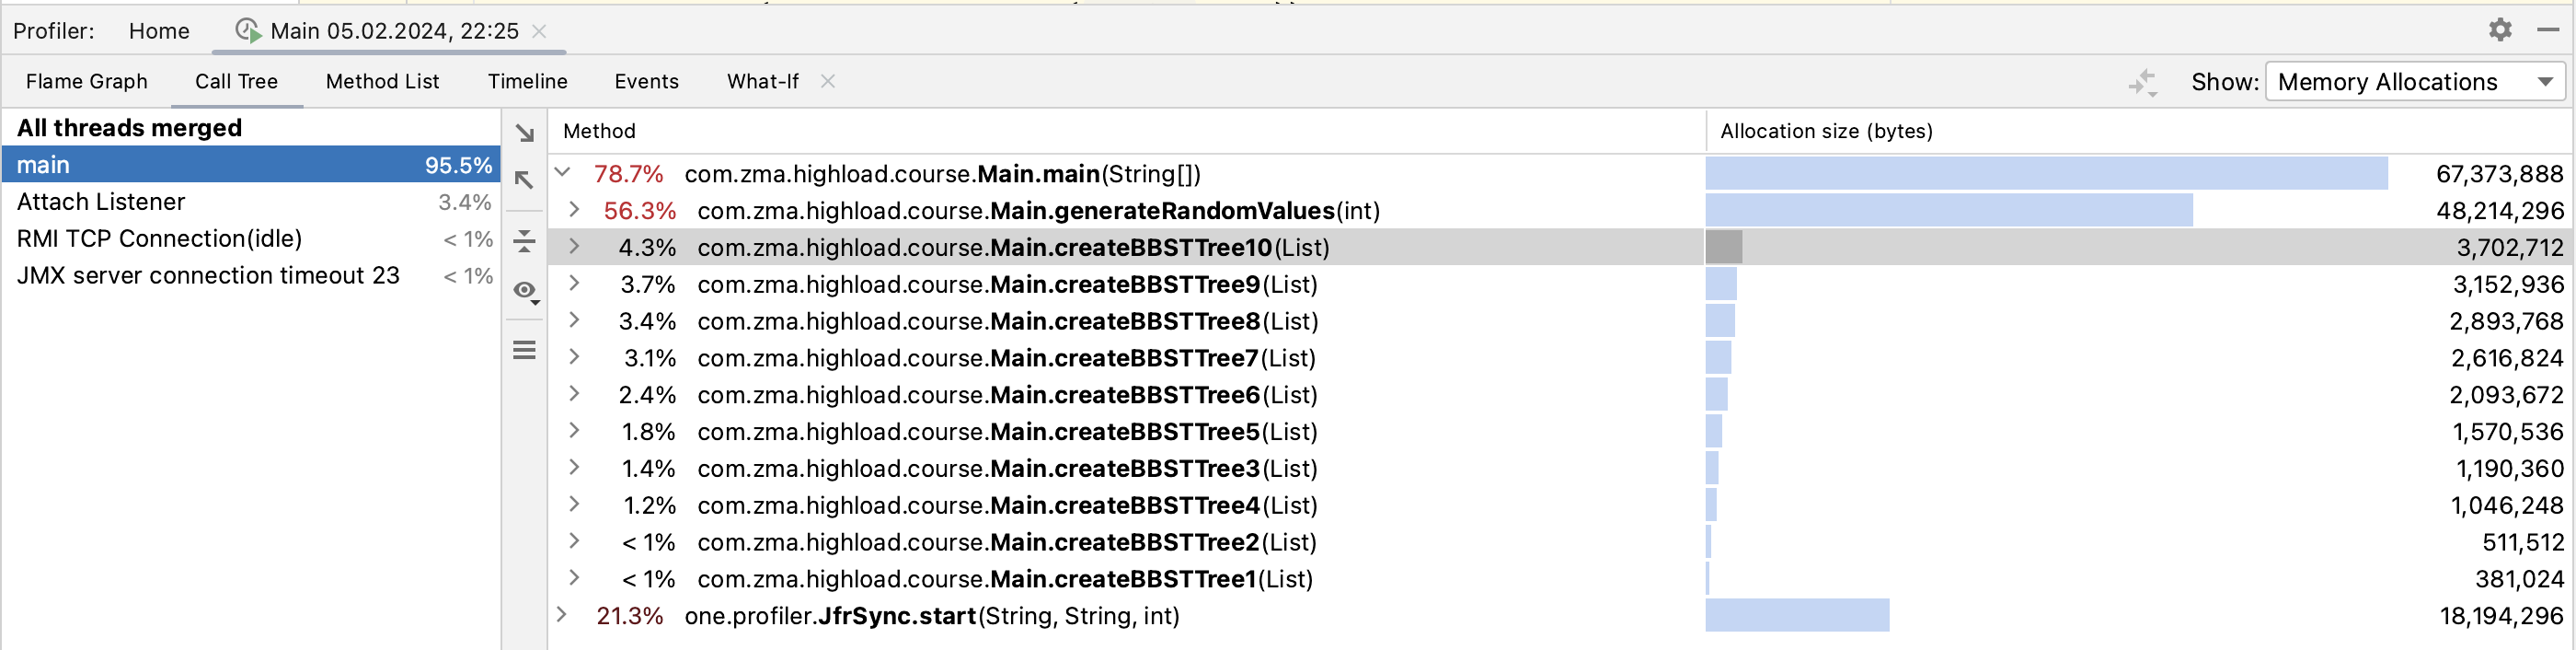 Profiler: Home Main 05.02.2024, 22:25
Flame Graph Call Tree Method List Timeline Events What-If Show: Memory Allocations
All threads merged
main 95.5%
Attach Listener 3.4%
RMI TCP Connection(idle) < 1%
JMX server connection timeout 23 < 1%
Method Allocation size (bytes)
78.7% com.zma.highload.course.Main.main(String[]) 67,373,888
56.3% com.zma.highload.course.Main.generateRandomValues(int) 48,214,296
4.3% com.zma.highload.course.Main.createBBSTTree10(List) 3,702,712
3.7% com.zma.highload.course.Main.createBBSTTree9(List) 3,152,936
3.4% com.zma.highload.course.Main.createBBSTTree8(List) 2,893,768
3.1% com.zma.highload.course.Main.createBBSTTree7(List) 2,616,824
2.4% com.zma.highload.course.Main.createBBSTTree6(List) 2,093,672
1.8% com.zma.highload.course.Main.createBBSTTree5(List) 1,570,536
1.4% com.zma.highload.course.Main.createBBSTTree3(List) 1,190,360
1.2% com.zma.highload.course.Main.createBBSTTree4(List) 1,046,248
< 1% com.zma.highload.course.Main.createBBSTTree2(List) 511,512
< 1% com.zma.highload.course.Main.createBBSTTree1(List) 381,024
21.3% one.profiler.JfrSync.start(String, String, int) 18,194,296